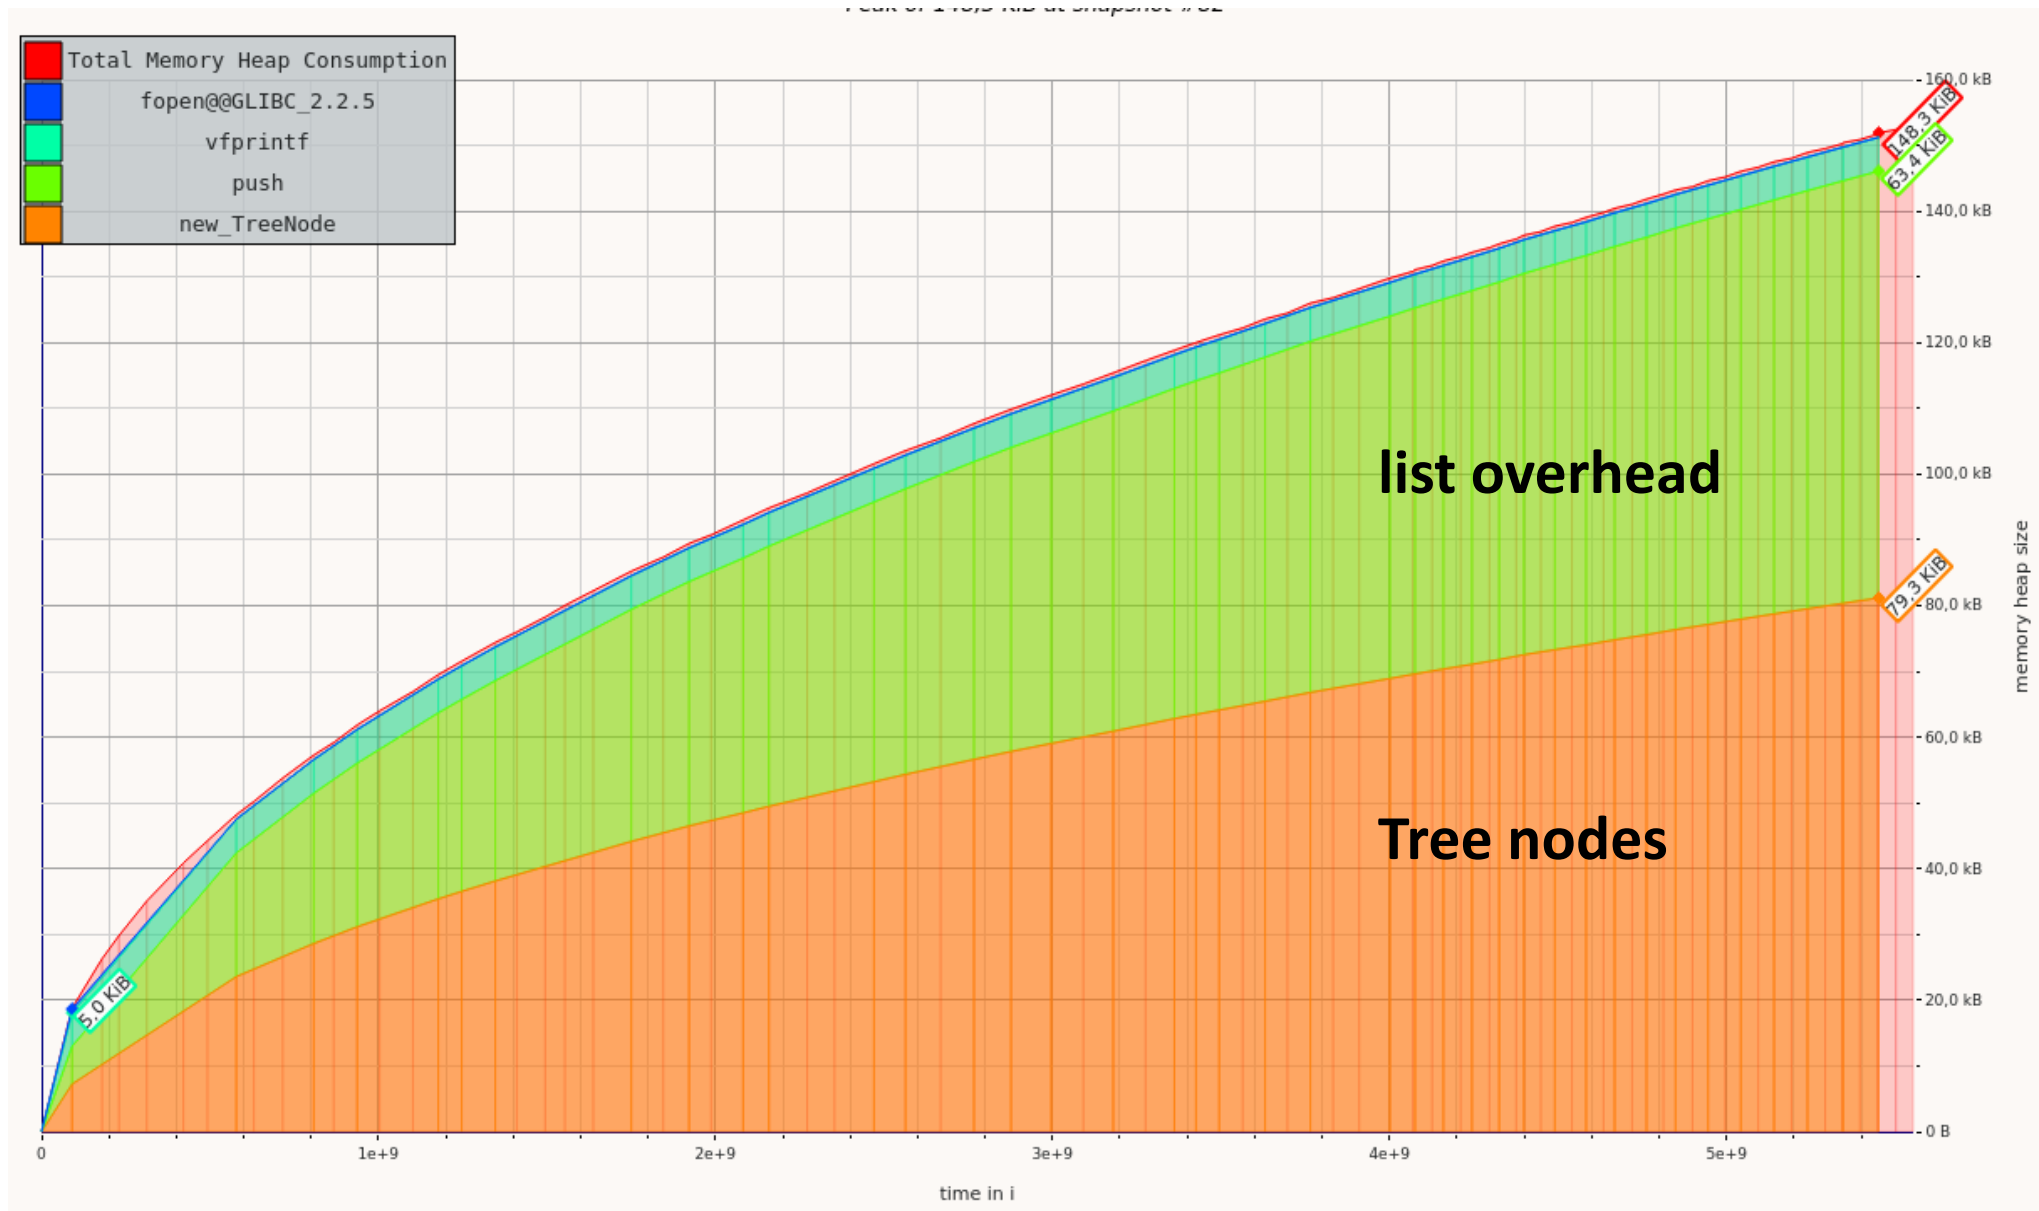 Total Memory Heap Consumption
fopen@@GLIBC_2.2.5
vfprintf
push
new_TreeNode
160,0 kB
148,3 KiB
63,4 KiB
140,0 kB
120,0 kB
list overhead
100,0 kB
memory heap size
79,3 KiB
80,0 kB
60,0 kB
Tree nodes
40,0 kB
5,0 KiB
20,0 kB
0 B
0 1e+9 2e+9 3e+9 4e+9 5e+9
time in i